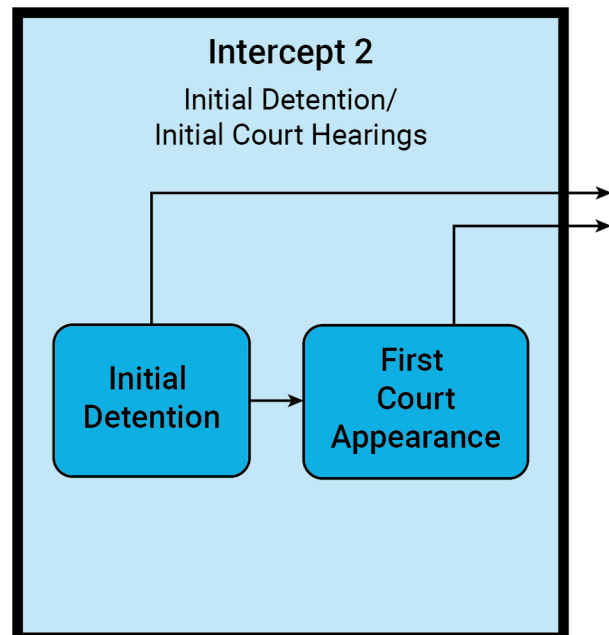 Intercept 2
Initial Detention/
Initial Court Hearings
Initial
Detention
First
Court
Appearance